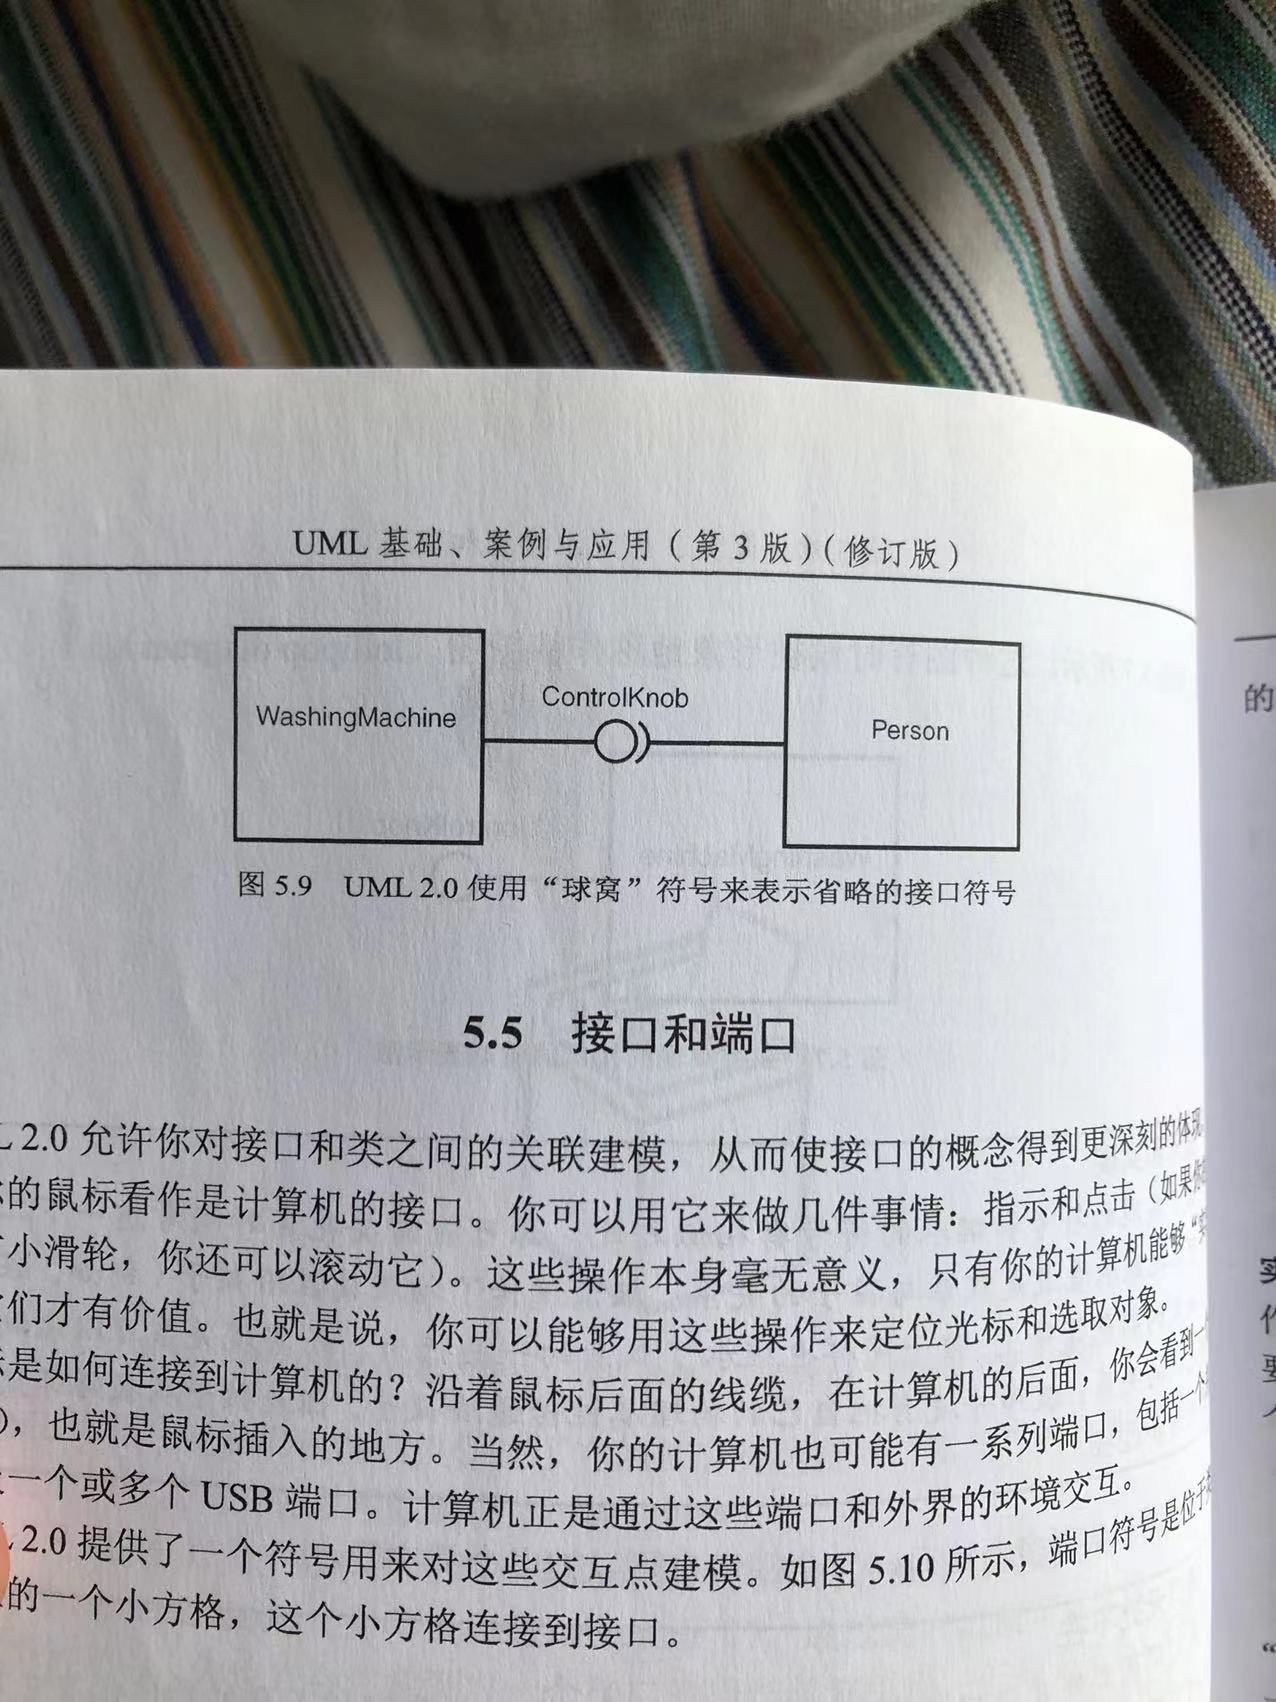 UML 基础、案例与应用(第3版)(修订版)
WashingMachine
ControlKnob
Person
图 5.9 UML 2.0 使用“球窝”符号来表示省略的接口符号
5.5 接口和端口
L 2.0 允许你对接口和类之间的关联建模，从而使接口的概念得到更深刻的体现
的鼠标看作是计算机的接口。你可以用它来做几件事情：指示和点击（如果你
小滑轮，你还可以滚动它）。这些操作本身毫无意义，只有你的计算机能够“
们才有价值。也就是说，你可以能够用这些操作来定位光标和选取对象。
是如何连接到计算机的？沿着鼠标后面的线缆，在计算机的后面，你会看到一
)，也就是鼠标插入的地方。当然，你的计算机也可能有一系列端口，包括一个
一个或多个 USB 端口。计算机正是通过这些端口和外界的环境交互。
2.0 提供了一个符号用来对这些交互点建模。如图 5.10 所示，端口符号是位于
的一个小方格，这个小方格连接到接口。
的
实
作
要